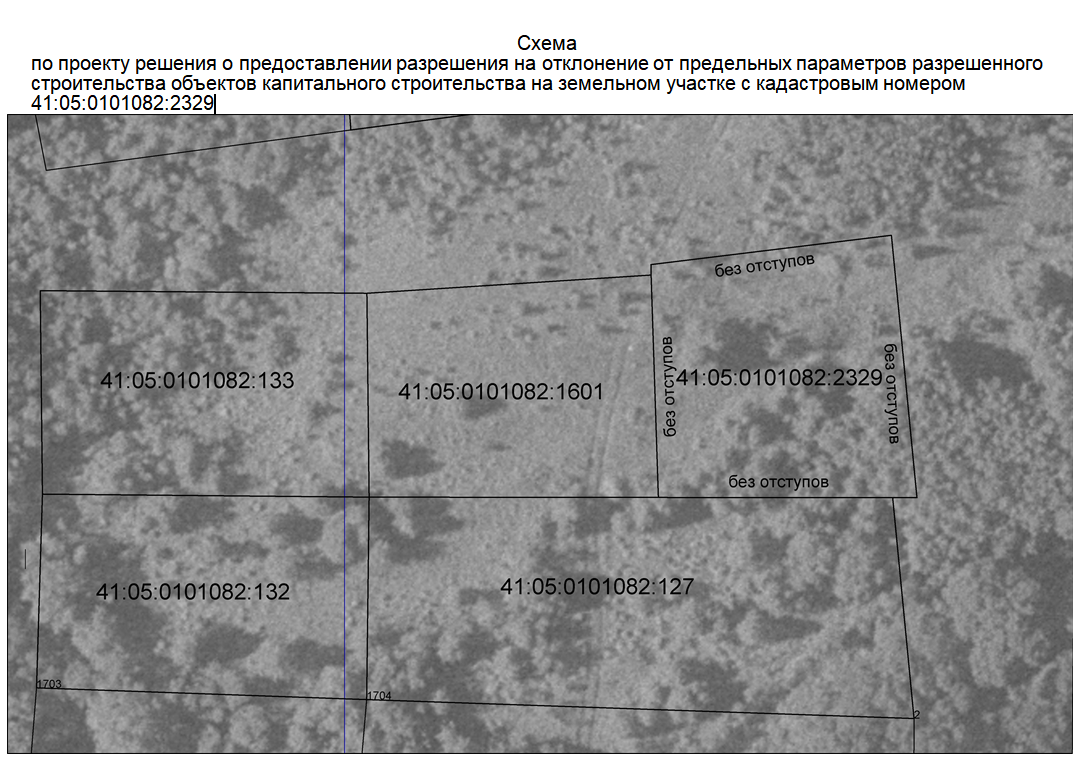 Схема
по проекту решения о предоставлении разрешения на отклонение от предельных параметров разрешенного
строительства объектов капитального строительства на земельном участке с кадастровым номером
41:05:0101082:2329
без отступов
41:05:0101082:133
41:05:0101082:1601
без отступов
41:05:0101082:2329
без отступов
без отступов
41:05:0101082:132
41:05:0101082:127
1703
1704
2